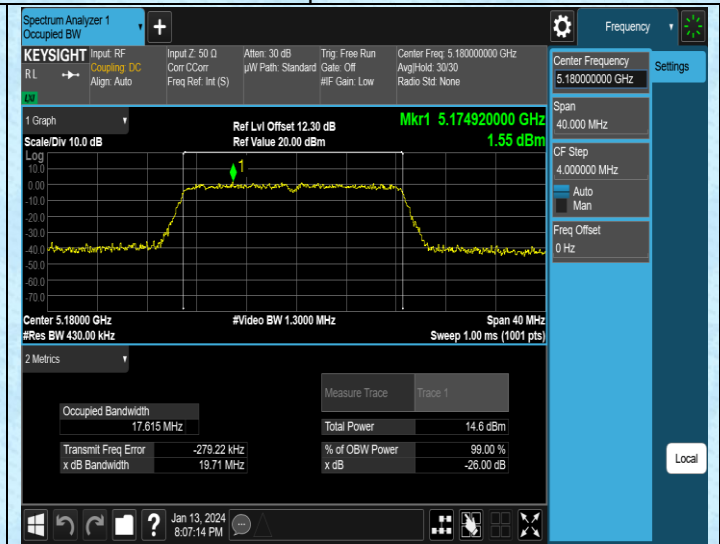 Spectrum Analyzer 1
Occupied BW
+
Frequency
KEYSIGHT
RL
LXI
Input: RF
Coupling: DC
Align: Auto
Input Z: 50 Ω
Corr CCorr
Freq Ref: Int (S)
Atten: 30 dB
µW Path: Standard
Trig: Free Run
Gate: Off
#IF Gain: Low
Center Freq: 5.180000000 GHz
Avg|Hold: 30/30
Radio Std: None
Center Frequency
5.180000000 GHz
Settings
Span
40.000 MHz
CF Step
4.000000 MHz
Auto
Man
Freq Offset
0 Hz
1 Graph
Scale/Div 10.0 dB
Ref Lvl Offset 12.30 dB
Ref Value 20.00 dBm
Mkr1 5.174920000 GHz
1.55 dBm
Log
10.0
0.00
-10.0
-20.0
-30.0
-40.0
-50.0
-60.0
-70.0
1
Center 5.18000 GHz
#Res BW 430.00 kHz
#Video BW 1.3000 MHz
Span 40 MHz
Sweep 1.00 ms (1001 pts)
2 Metrics
Measure Trace Trace 1
Occupied Bandwidth
17.615 MHz
Total Power 14.6 dBm
Transmit Freq Error -279.22 kHz
% of OBW Power 99.00 %
x dB Bandwidth 19.71 MHz
x dB -26.00 dB
Local
?
Jan 13, 2024
8:07:14 PM